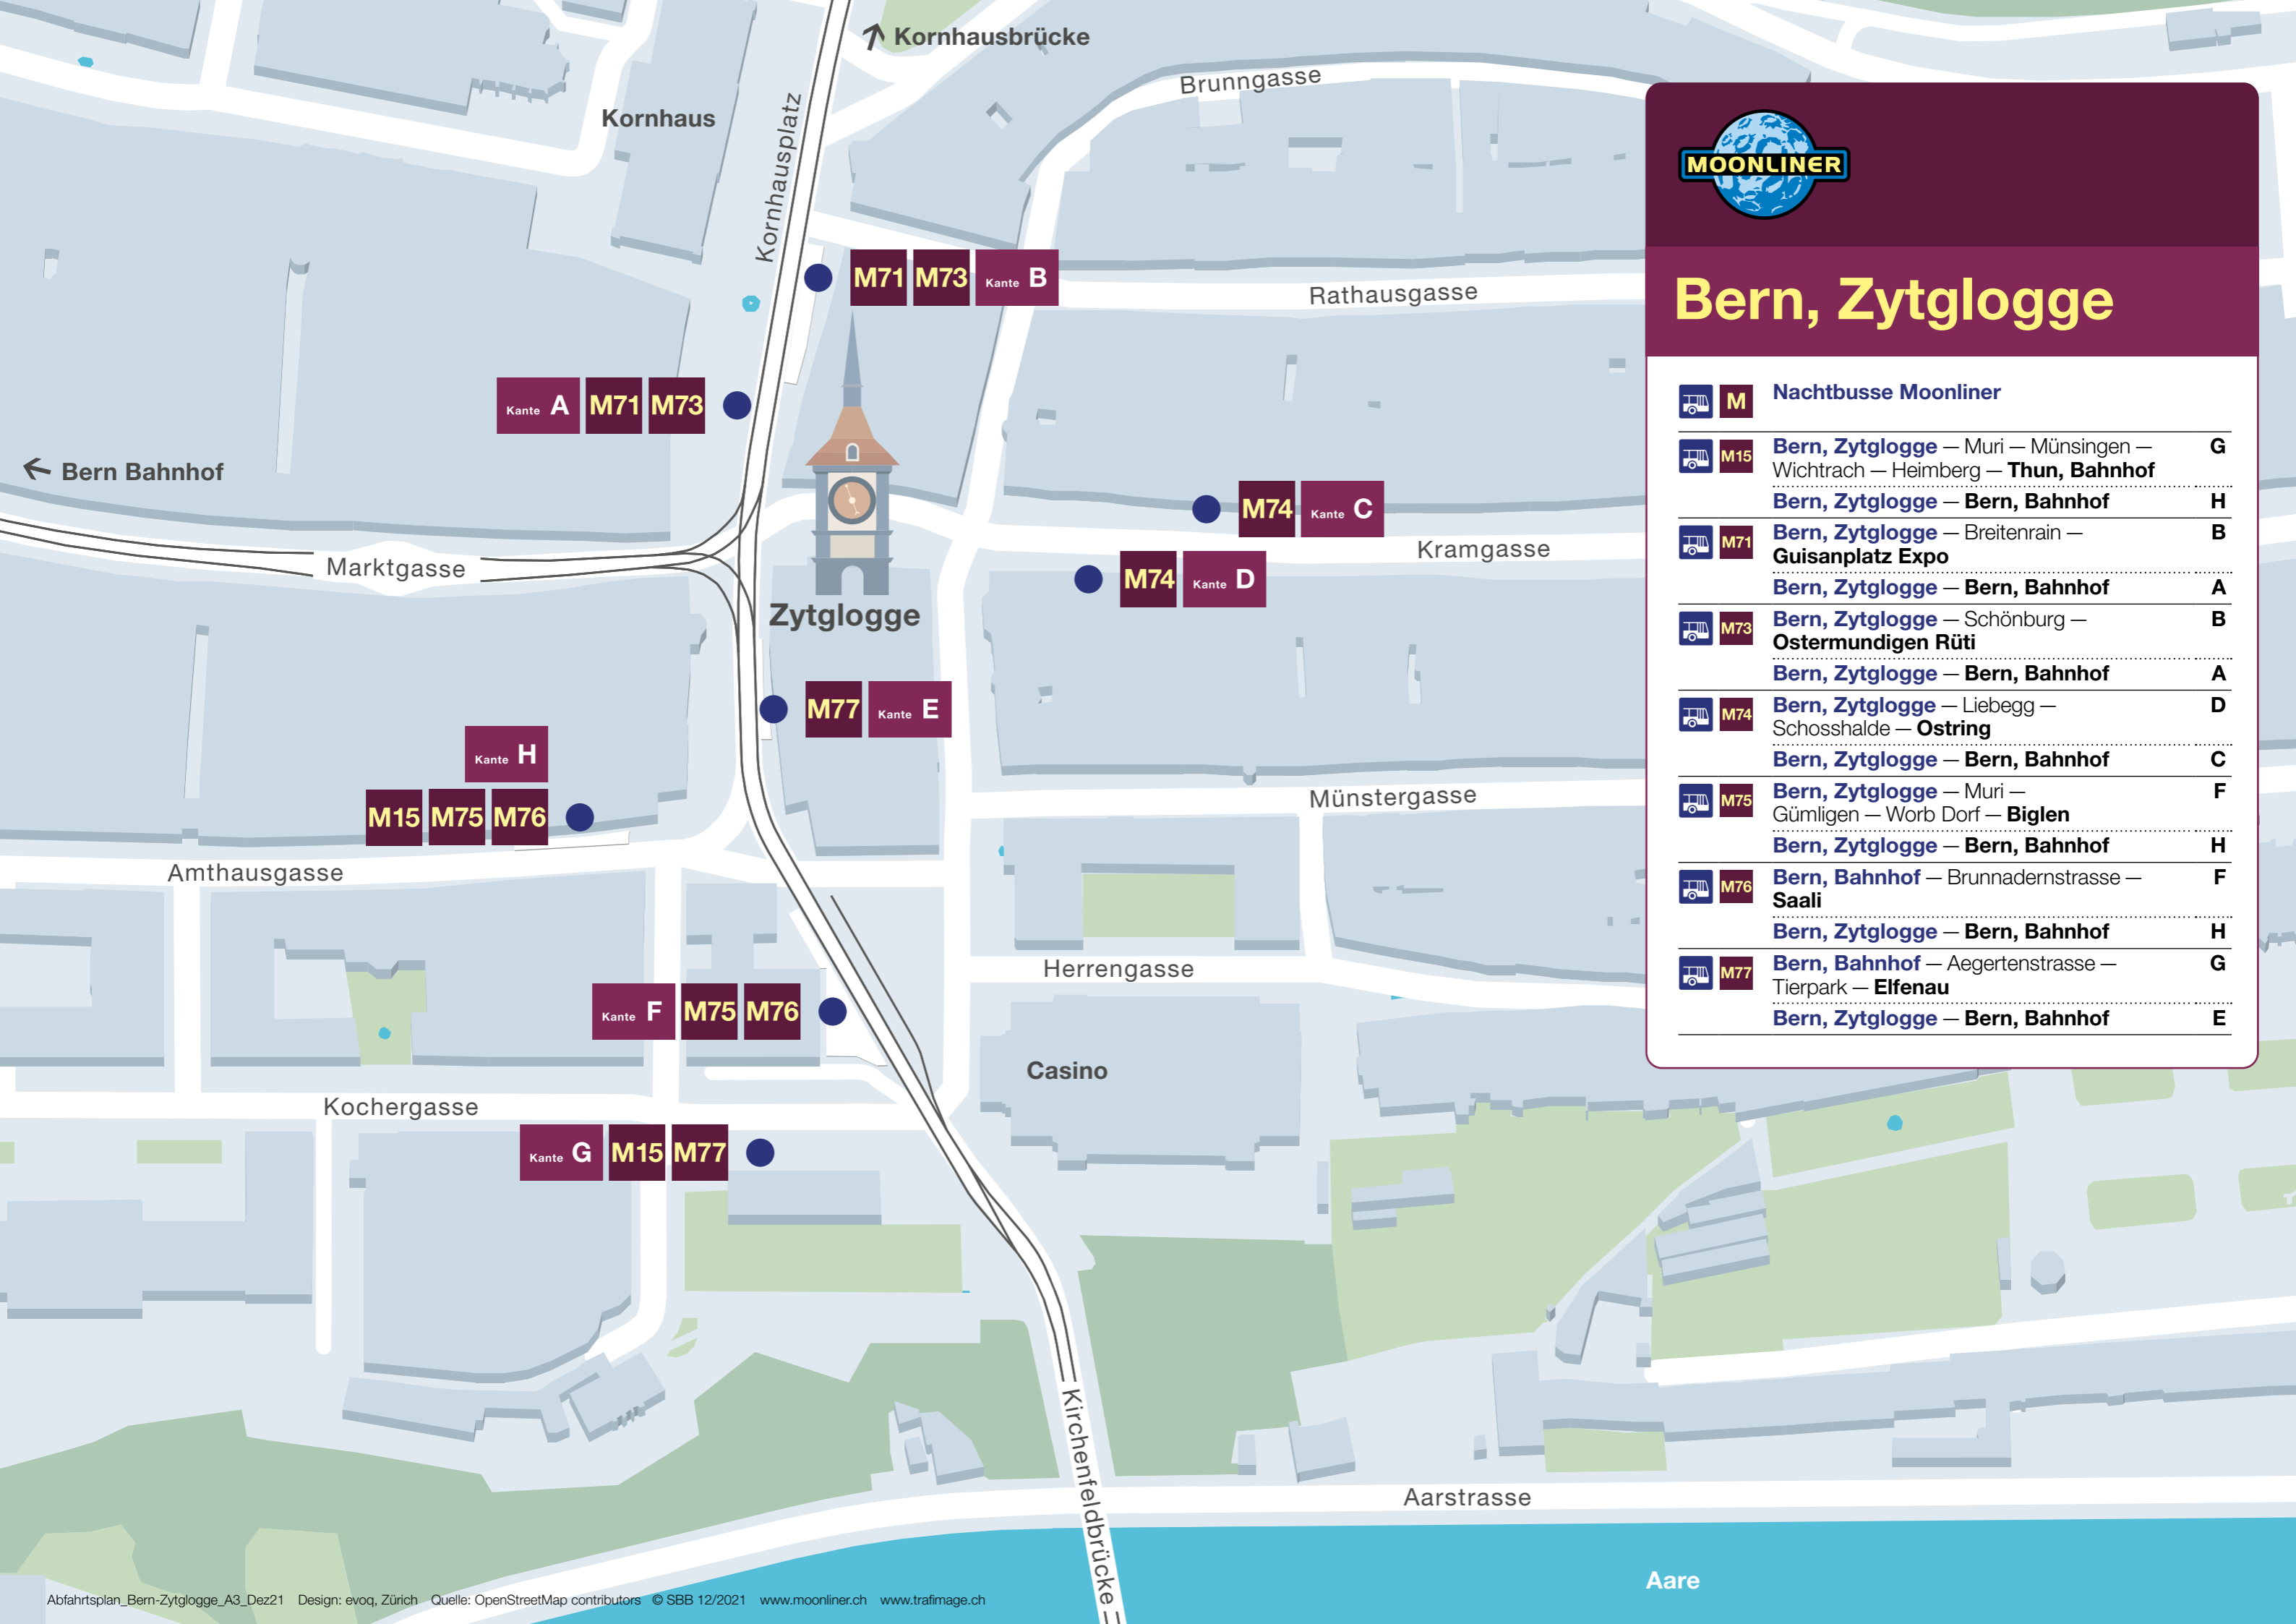 Kornhausbrücke
Brunngasse
Kornhaus
Kornhausplatz
M71 M73 Kante B
Rathausgasse
Kante A M71 M73
Bern Bahnhof
M74 Kante C
Marktgasse
Kramgasse
M74 Kante D
Zytglogge
M77 Kante E
Kante H
M15 M75 M76
Münstergasse
Amthausgasse
Herrengasse
Kante F M75 M76
Casino
Kochergasse
Kante G M15 M77
Kirchenfeldbrücke
Aarstrasse
Aare
MOONLINER
Bern, Zytglogge
M Nachtbusse Moonliner
M15 Bern, Zytglogge — Muri — Münsingen — G
Wichtrach — Heimberg — Thun, Bahnhof
Bern, Zytglogge — Bern, Bahnhof H
M71 Bern, Zytglogge — Breitenrain — B
Guisanplatz Expo
Bern, Zytglogge — Bern, Bahnhof A
M73 Bern, Zytglogge — Schönburg — B
Ostermundigen Rüti
Bern, Zytglogge — Bern, Bahnhof A
M74 Bern, Zytglogge — Liebegg — D
Schosshalde — Ostring
Bern, Zytglogge — Bern, Bahnhof C
M75 Bern, Zytglogge — Muri — F
Gümligen — Worb Dorf — Biglen
Bern, Zytglogge — Bern, Bahnhof H
M76 Bern, Bahnhof — Brunnadernstrasse — F
Saali
Bern, Zytglogge — Bern, Bahnhof H
M77 Bern, Bahnhof — Aegertenstrasse — G
Tierpark — Elfenau
Bern, Zytglogge — Bern, Bahnhof E
Abfahrtsplan_Bern-Zytglogge_A3_Dez21 Design: evoq, Zürich Quelle: OpenStreetMap contributors © SBB 12/2021 www.moonliner.ch www.trafimage.ch